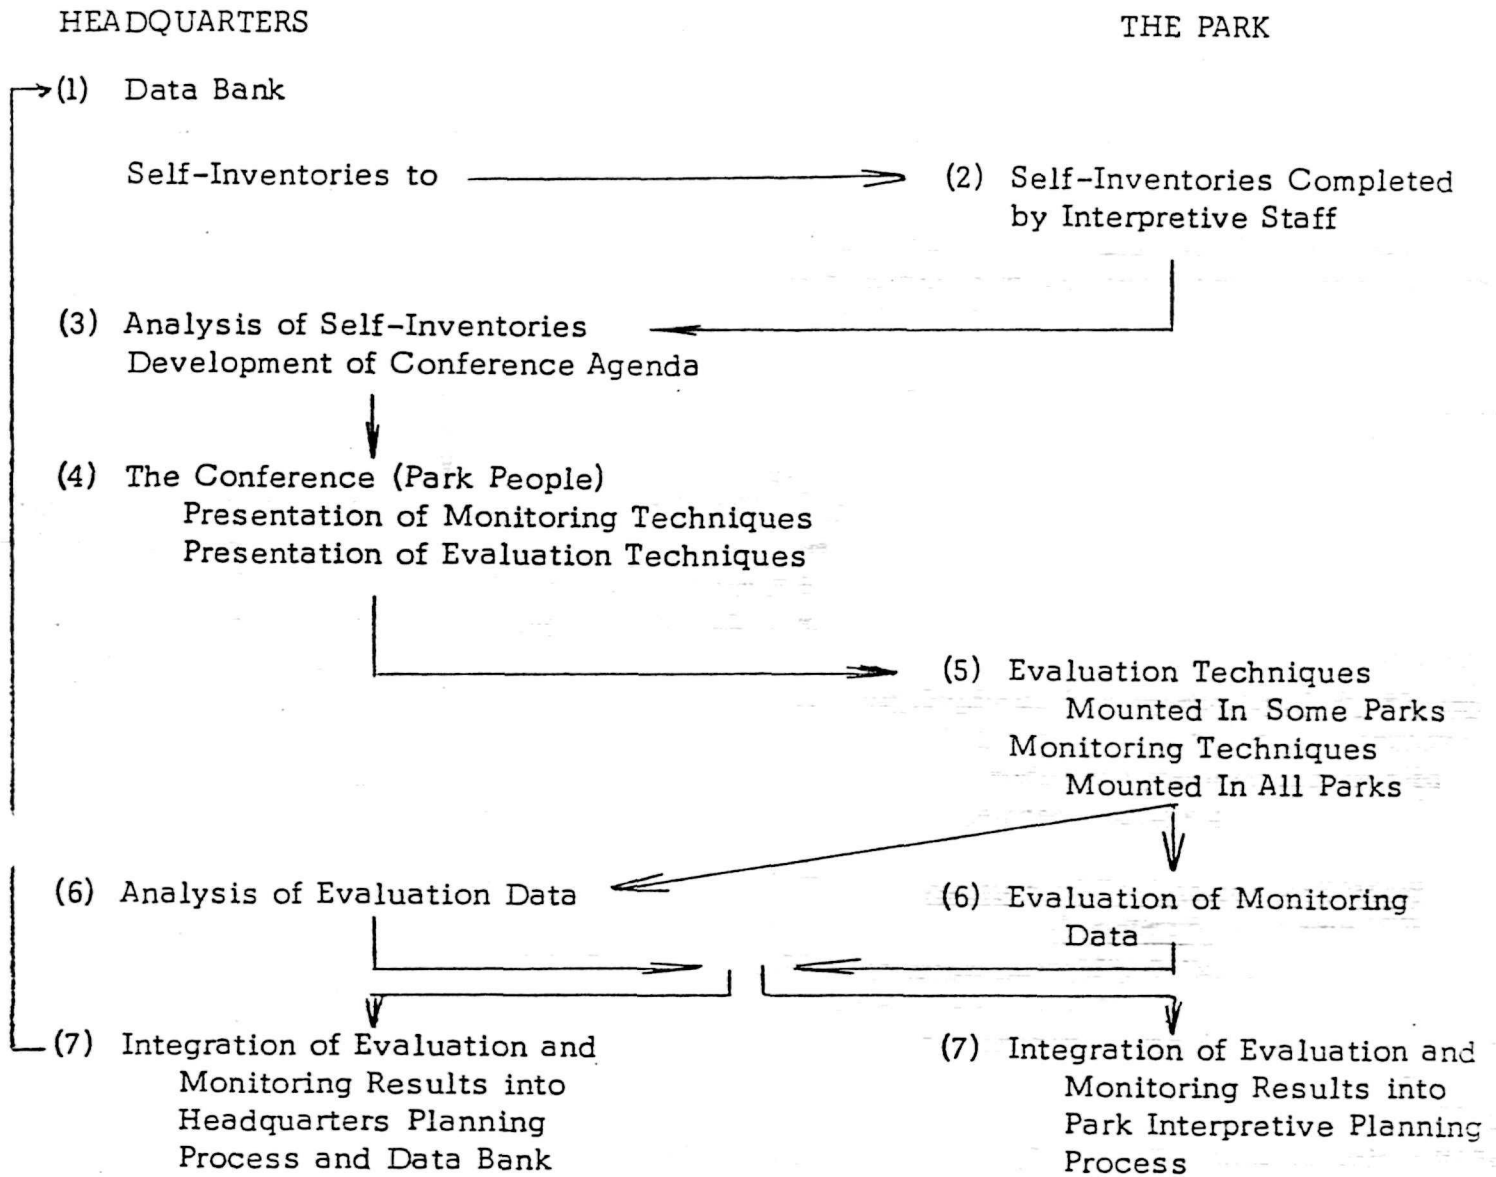 HEADQUARTERS
THE PARK
(1) Data Bank
Self-Inventories to
(2) Self-Inventories Completed
by Interpretive Staff
(3) Analysis of Self-Inventories
Development of Conference Agenda
(4) The Conference (Park People)
Presentation of Monitoring Techniques
Presentation of Evaluation Techniques
(5) Evaluation Techniques
Mounted In Some Parks
Monitoring Techniques
Mounted In All Parks
(6) Analysis of Evaluation Data
(6) Evaluation of Monitoring
Data
(7) Integration of Evaluation and
Monitoring Results into
Headquarters Planning
Process and Data Bank
(7) Integration of Evaluation and
Monitoring Results into
Park Interpretive Planning
Process